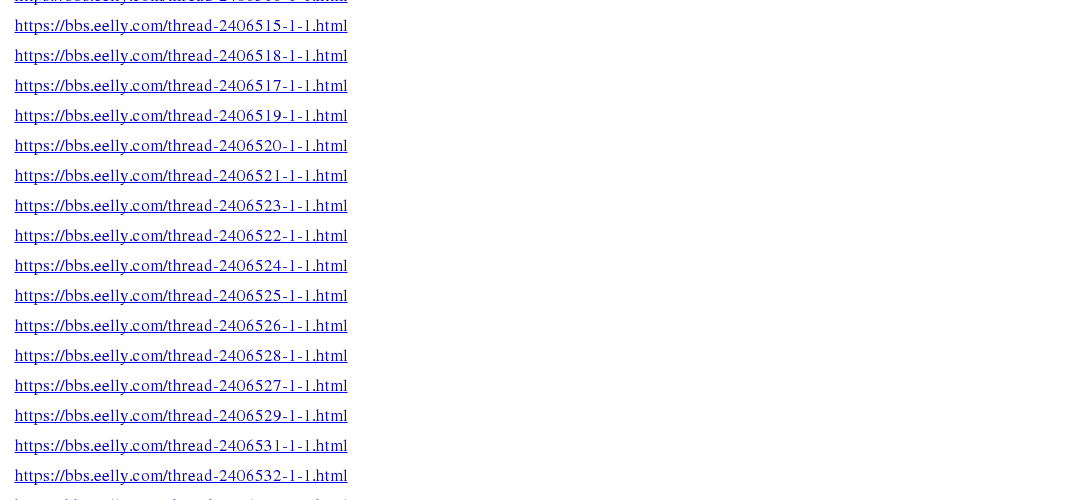 https://bbs.eelly.com/thread-2406515-1-1.html
https://bbs.eelly.com/thread-2406518-1-1.html
https://bbs.eelly.com/thread-2406517-1-1.html
https://bbs.eelly.com/thread-2406519-1-1.html
https://bbs.eelly.com/thread-2406520-1-1.html
https://bbs.eelly.com/thread-2406521-1-1.html
https://bbs.eelly.com/thread-2406523-1-1.html
https://bbs.eelly.com/thread-2406522-1-1.html
https://bbs.eelly.com/thread-2406524-1-1.html
https://bbs.eelly.com/thread-2406525-1-1.html
https://bbs.eelly.com/thread-2406526-1-1.html
https://bbs.eelly.com/thread-2406528-1-1.html
https://bbs.eelly.com/thread-2406527-1-1.html
https://bbs.eelly.com/thread-2406529-1-1.html
https://bbs.eelly.com/thread-2406531-1-1.html
https://bbs.eelly.com/thread-2406532-1-1.html